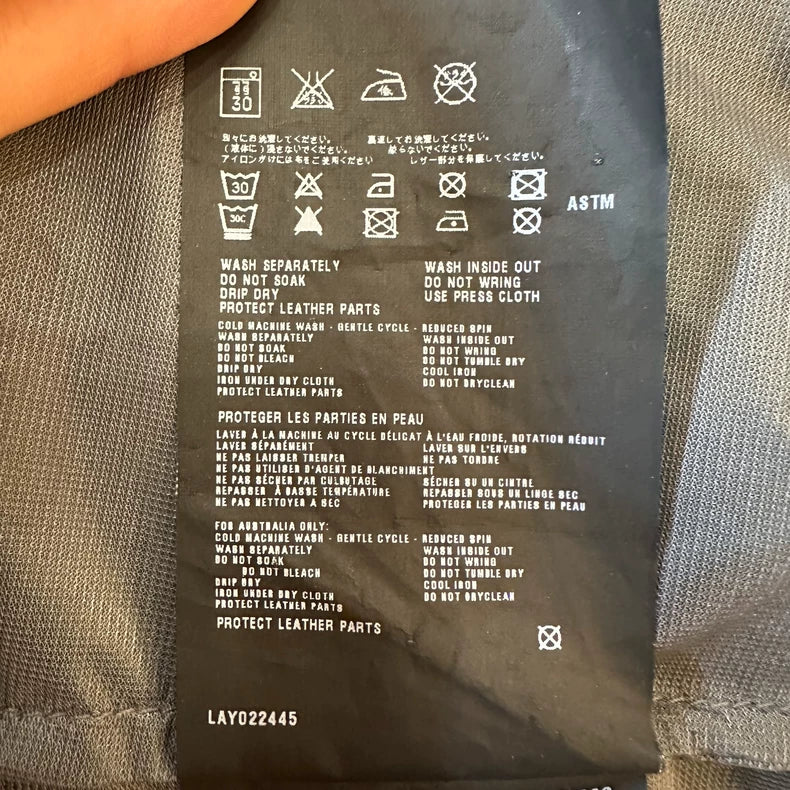 30
低
別々にお洗濯してください。 裏返してお洗濯してください。
(液体に)浸さないでください。 絞らないでください。
アイロンがけには布をご使用ください レザー部分を保護してください。
30
ASTM
30C
WASH SEPARATELY WASH INSIDE OUT
DO NOT SOAK DO NOT WRING
DRIP DRY USE PRESS CLOTH
PROTECT LEATHER PARTS
COLD MACHINE WASH - GENTLE CYCLE - REDUCED SPIN
WASH SEPARATELY WASH INSIDE OUT
DO NOT SOAK DO NOT WRING
DO NOT BLEACH DO NOT TUMBLE DRY
DRIP DRY COOL IRON
IRON UNDER DRY CLOTH DO NOT DRYCLEAN
PROTECT LEATHER PARTS
PROTEGER LES PARTIES EN PEAU
LAVER À LA MACHINE AU CYCLE DÉLICAT À L'EAU FROIDE, ROTATION RÉDUIT
LAVER SÉPARÉMENT LAVER SUR L'ENVERS
NE PAS LAISSER TREMPER NE PAS TORDRE
NE PAS UTILISER D'AGENT DE BLANCHIMENT
NE PAS SÉCHER PAR CULBUTAGE SÉCHER SU UN CINTRE
REPASSER À BASSE TEMPÉRATURE REPASSER SOUS UN LINGE SEC
NE PAS NETTOYER À SEC PROTEGER LES PARTIES EN PEAU
FOR AUSTRALIA ONLY:
COLD MACHINE WASH - GENTLE CYCLE - REDUCED SPIN
WASH SEPARATELY WASH INSIDE OUT
DO NOT SOAK DO NOT WRING
DO NOT BLEACH DO NOT TUMBLE DRY
DRIP DRY COOL IRON
IRON UNDER DRY CLOTH DO NOT DRYCLEAN
PROTECT LEATHER PARTS
PROTECT LEATHER PARTS
LAY022445